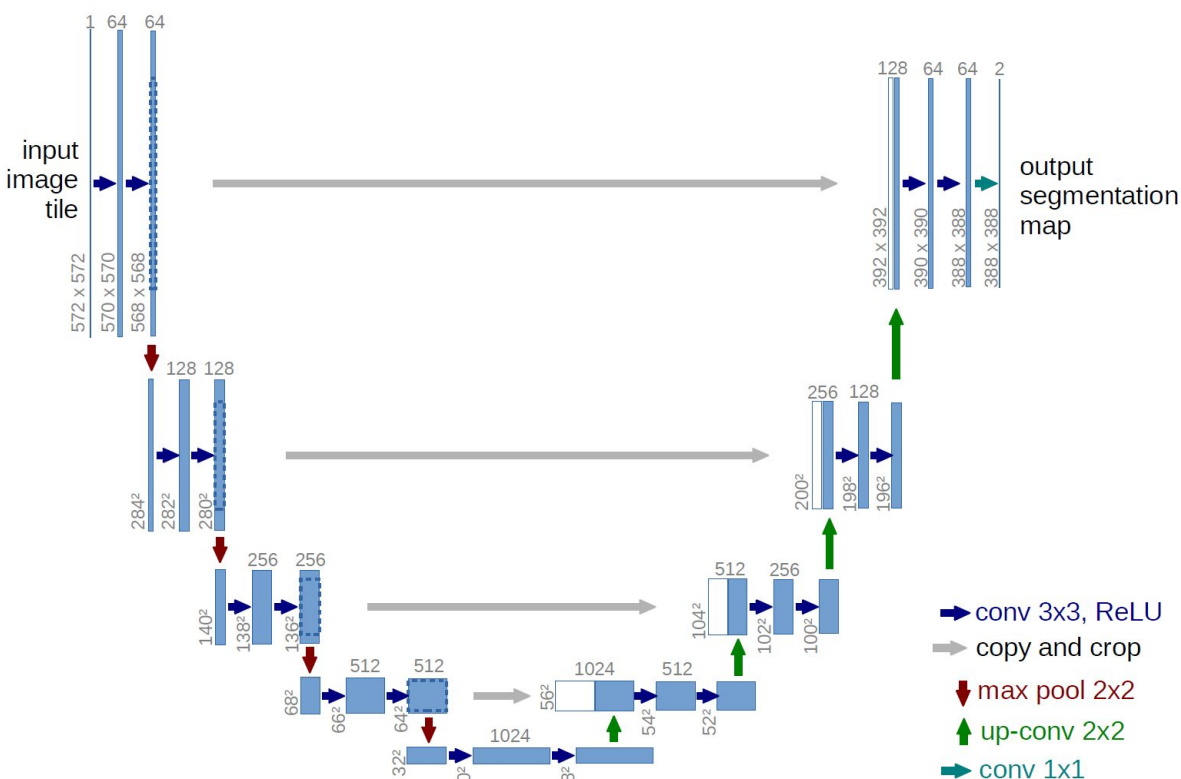 1 64 64
128 64 64 2
input
image
tile
output
segmentation
map
572 x 572
570 x 570
568 x 568
392 x 392
390 x 390
388 x 388
388 x 388
128 128
256 128
284²
282²
280²
200²
198²
196²
256 256
512 256
140²
138²
136²
104²
102²
100²
512 512
1024 512
68²
66²
64²
56²
54²
52²
1024
32²
conv 3x3, ReLU
copy and crop
max pool 2x2
up-conv 2x2
conv 1x1